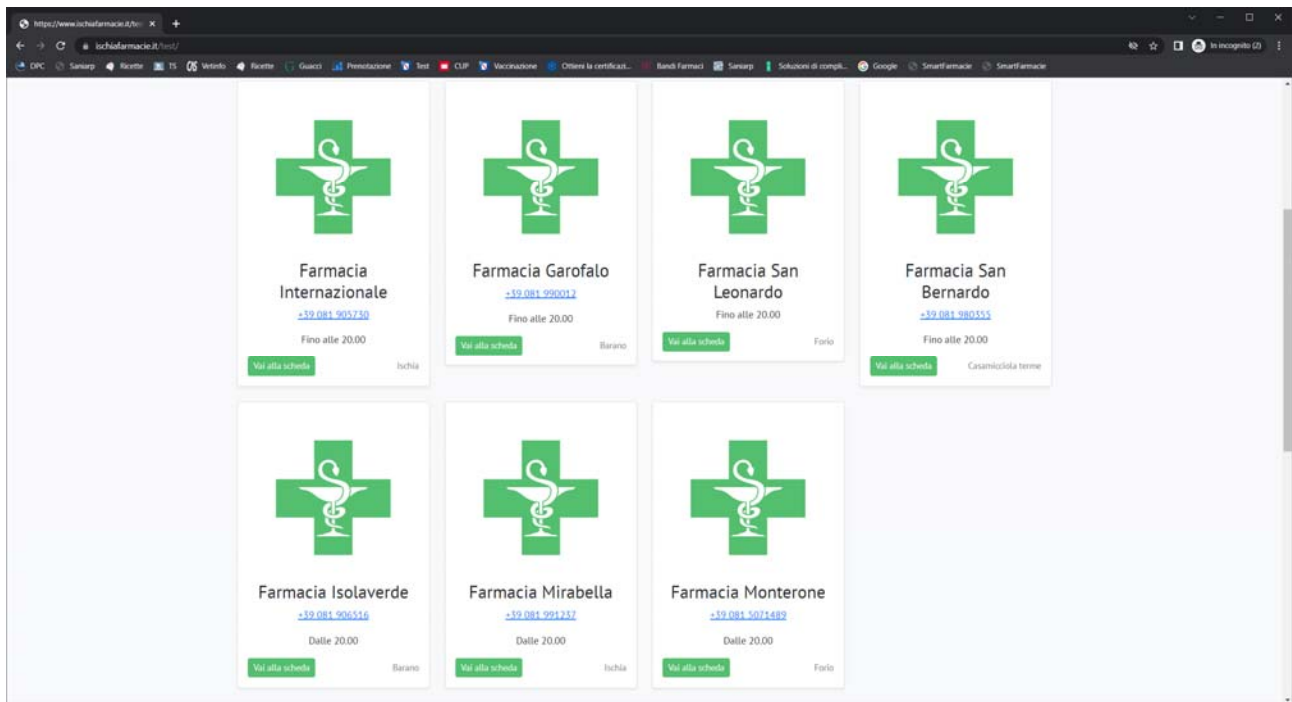 https://www.ischiafarmacie.it/te
ischiafarmacie.it/test/
In incognito (2)
DPC Saniarp Ricette TS Vetinfo Ricette Guacci Prenotazione Test CUP Vaccinazione Ottieni la certificazi... Bandi Farmaci Saniarp Soluzioni di compli... Google SmartFarmacie SmartFarmacie
Farmacia
Internazionale
+39 081 905730
Fino alle 20.00
Vai alla scheda Ischia
Farmacia Garofalo
+39 081 990012
Fino alle 20.00
Vai alla scheda Barano
Farmacia San
Leonardo
Fino alle 20.00
Vai alla scheda Forio
Farmacia San
Bernardo
+39 081 980355
Fino alle 20.00
Vai alla scheda Casamicciola terme
Farmacia Isolaverde
+39 081 906516
Dalle 20.00
Vai alla scheda Barano
Farmacia Mirabella
+39 081 991237
Dalle 20.00
Vai alla scheda Ischia
Farmacia Monterone
+39 081 5071489
Dalle 20.00
Vai alla scheda Forio